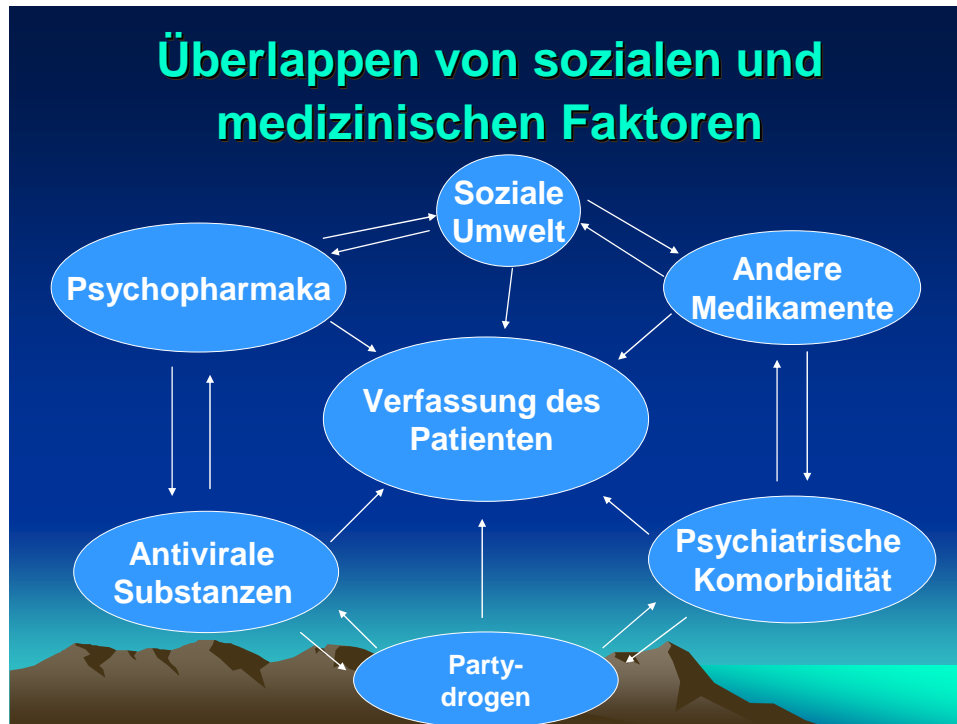 Überlappen von sozialen und
medizinischen Faktoren
Soziale
Umwelt
Psychopharmaka
Andere
Medikamente
Verfassung des
Patienten
Antivirale
Substanzen
Psychiatrische
Komorbidität
Party-
drogen